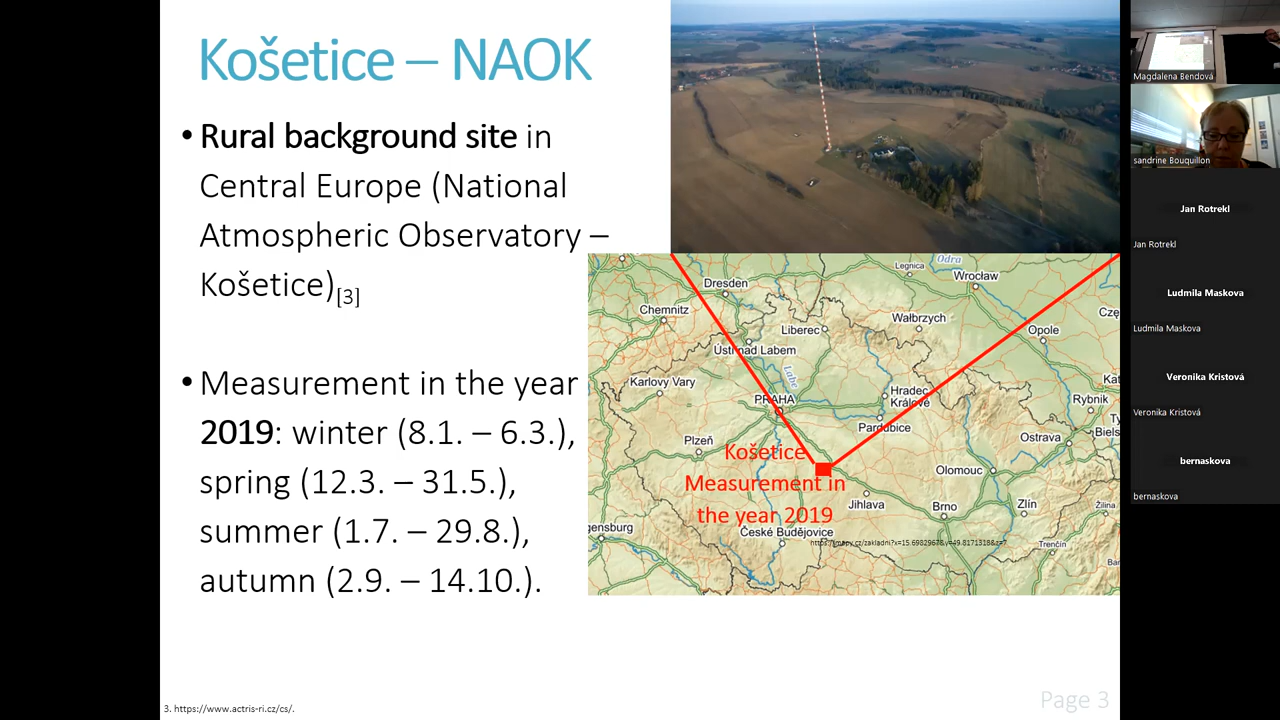 Košetice – NAOK
• Rural background site in
Central Europe (National
Atmospheric Observatory –
Košetice)[3]
• Measurement in the year
2019: winter (8.1. – 6.3.),
spring (12.3. – 31.5.),
summer (1.7. – 29.8.),
autumn (2.9. – 14.10.).
3. https://www.actris-ri.cz/cs/.
Page 3
Odra
Legnica
Wrocław
Dresden
Chemnitz
Liberec
Wałbrzych
Opole
Ústí nad Labem
Labe
Karlovy Vary
Hradec
Králové
PRAHA
Rybnik
Pardubice
Plzeň
Ostrava
Košetice
Measurement in
the year 2019
Olomouc
Jihlava
Brno
Zlín
Žilina
České Budějovice
Trenčín
Magdalena Bendová
sandrine Bouquillon
Jan Rotrekl
Jan Rotrekl
Ludmila Maskova
Ludmila Maskova
Veronika Kristová
Veronika Kristová
bernaskova
bernaskova